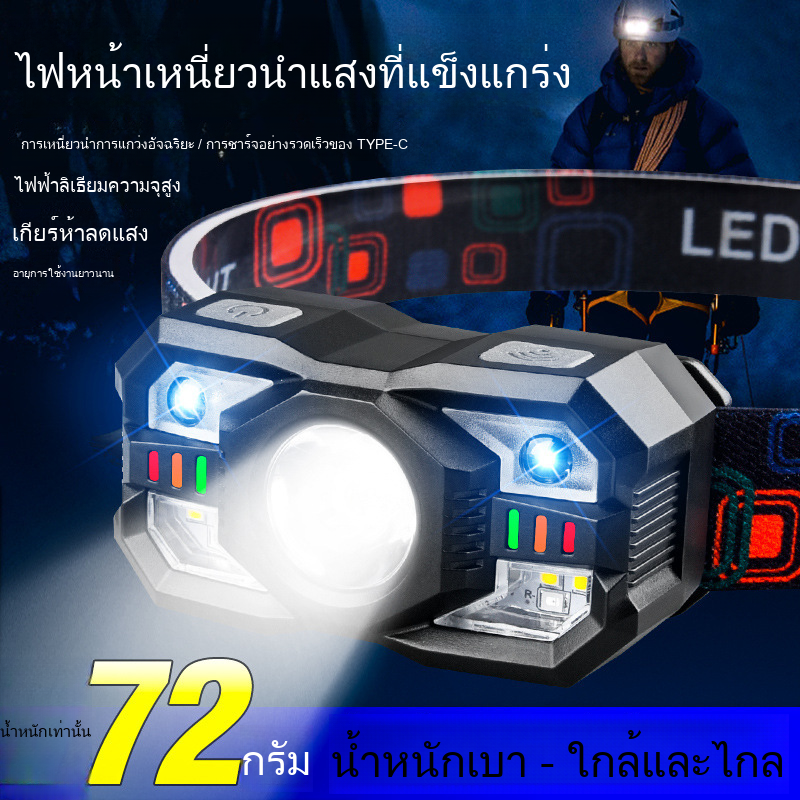 ไฟหน้าเหนี่ยวนำแสงที่แข็งแกร่ง
การเหนี่ยวนำการแกว่งอัจฉริยะ / การชาร์จอย่างรวดเร็วของ TYPE-C
ไฟฟ้าลิเธียมความจุสูง
เกียร์ห้าลดแสง
อายุการใช้งานยาวนาน
LED
HT
R-
น้ำหนักเท่านั้น
72
กรัม
น้ำหนักเบา - ใกล้และไกล